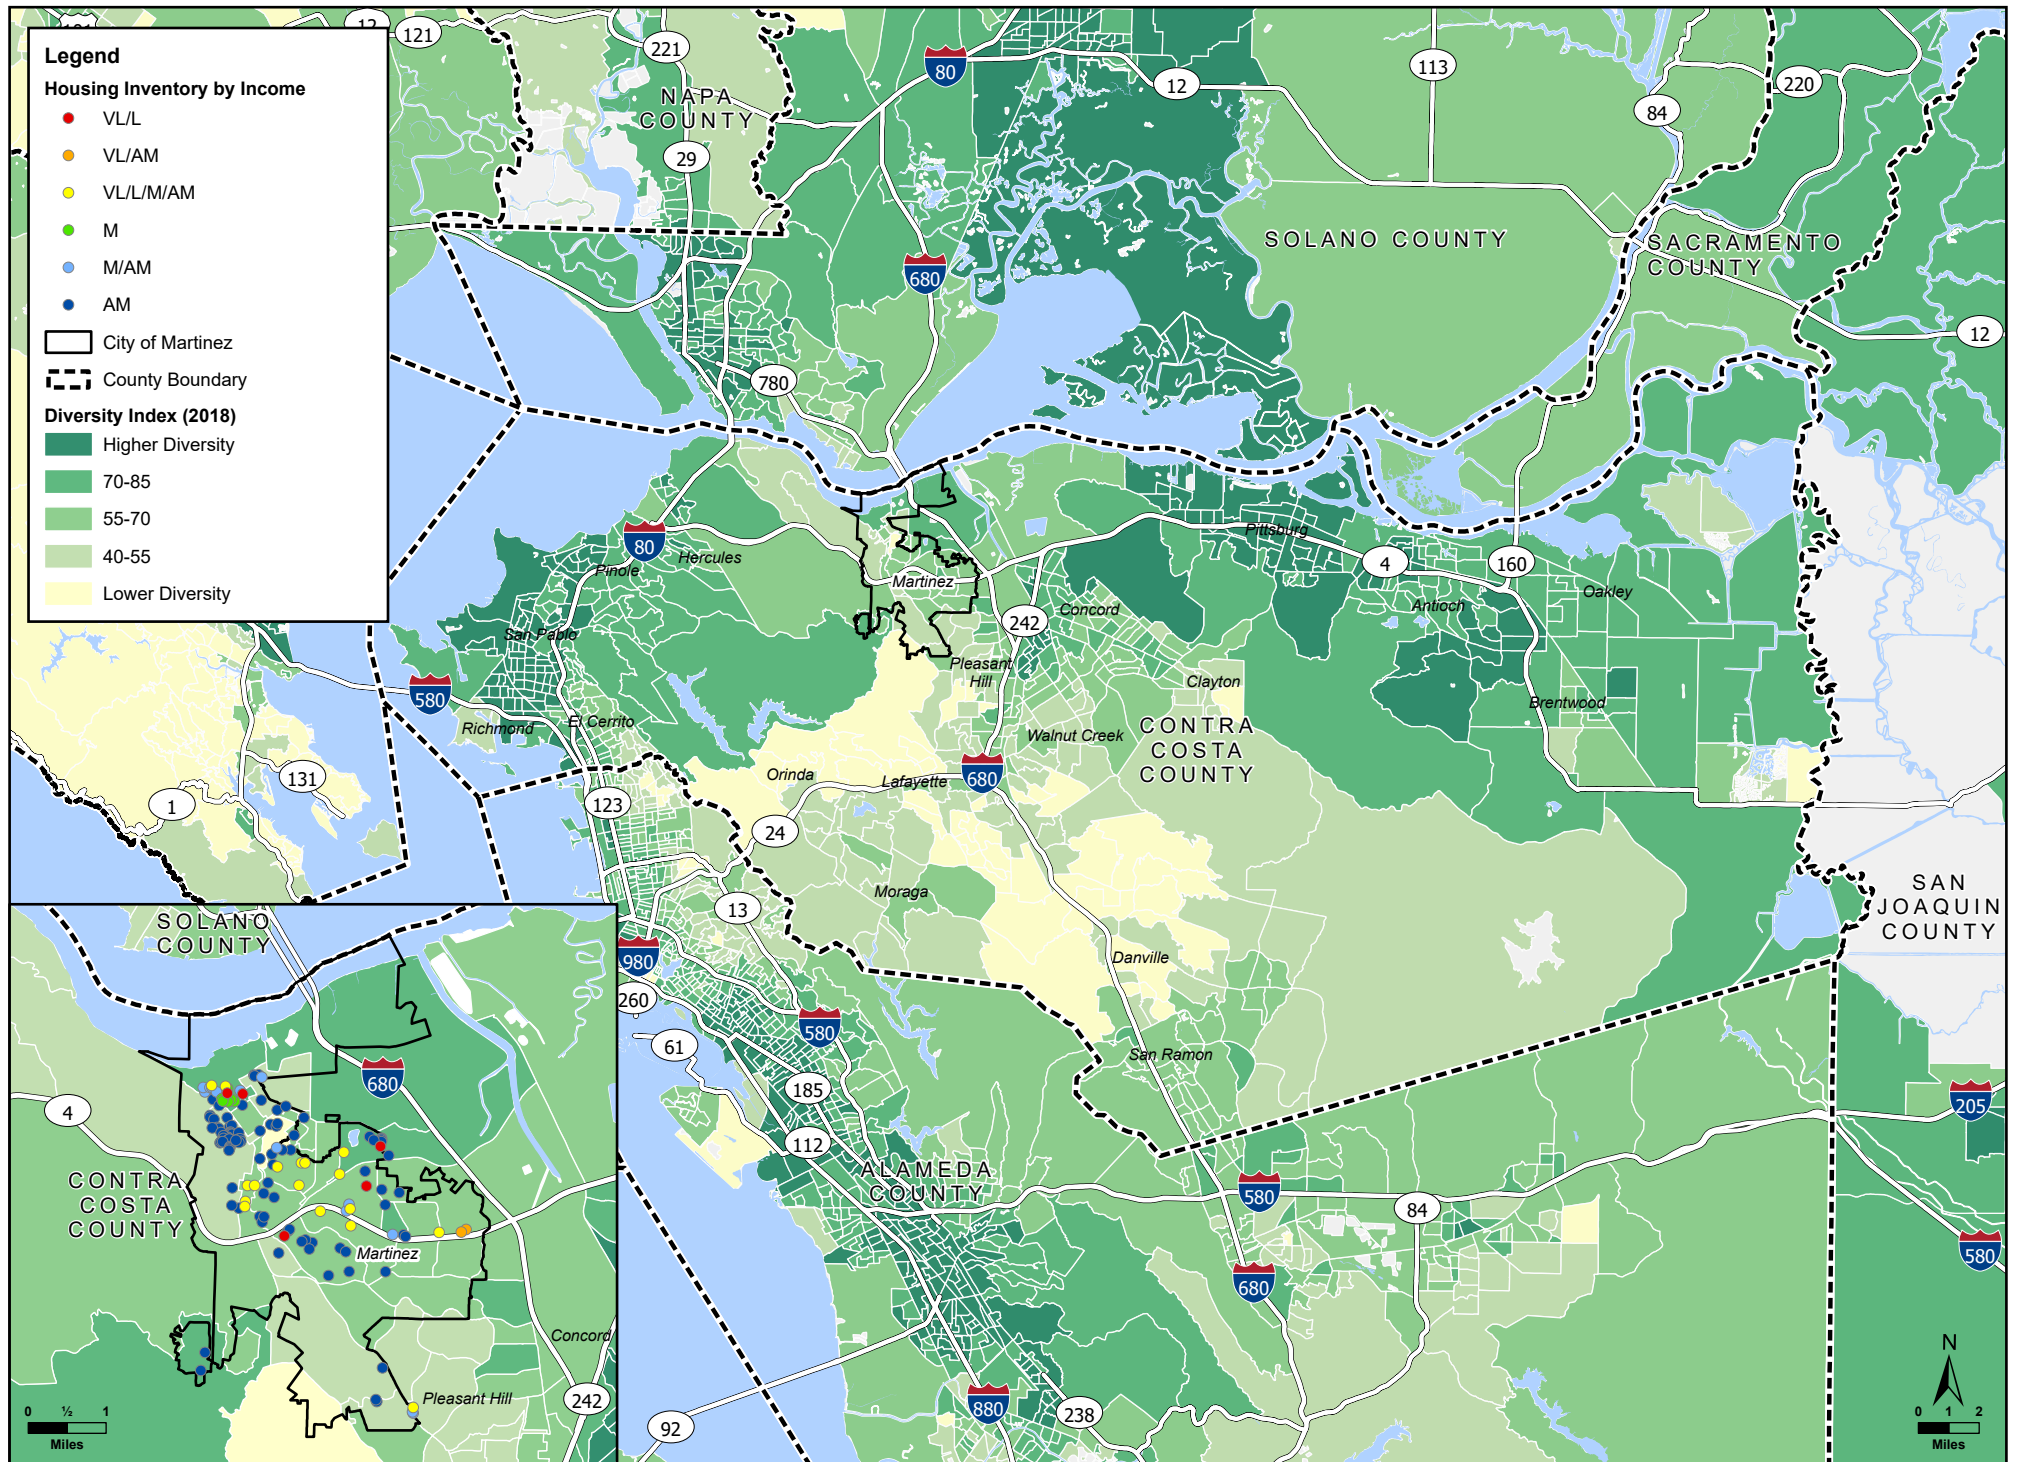 Legend
Housing Inventory by Income
VL/L
VL/AM
VL/L/M/AM
M
M/AM
AM
City of Martinez
County Boundary
Diversity Index (2018)
Higher Diversity
70-85
55-70
40-55
Lower Diversity
12
121
221
80
12
113
84
220
NAPA
COUNTY
29
SOLANO COUNTY
SACRAMENTO
COUNTY
680
12
780
80
Hercules
Pinole
Martinez
Pittsburg
4
160
Oakley
Antioch
Concord
242
San Pablo
Pleasant
Hill
Clayton
580
Richmond
El Cerrito
Brentwood
Walnut Creek
CONTRA
COSTA
COUNTY
Orinda
Lafayette
680
131
1
123
24
Moraga
13
SAN
JOAQUIN
COUNTY
980
Danville
260
580
61
San Ramon
185
205
112
ALAMEDA
COUNTY
580
84
580
680
880
238
92
N
0 1 2
Miles
SOLANO
COUNTY
680
4
CONTRA
COSTA
COUNTY
Martinez
Concord
Pleasant Hill
242
0 ½ 1
Miles